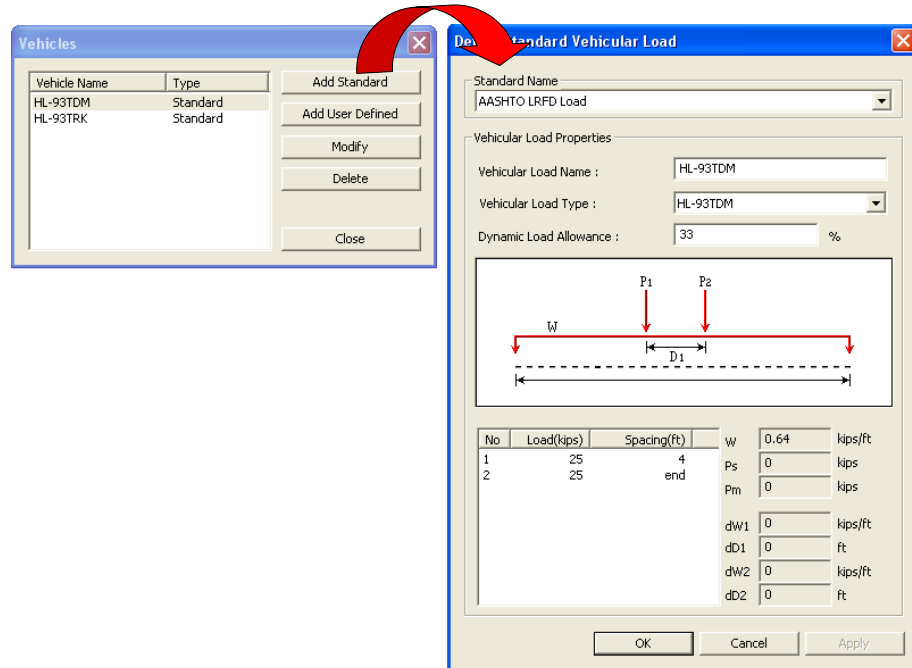 Vehicles
Vehicle Name Type
HL-93TDM Standard
HL-93TRK Standard
Add Standard
Add User Defined
Modify
Delete
Close
De tandard Vehicular Load
Standard Name
AASHTO LRFD Load
Vehicular Load Properties
Vehicular Load Name : HL-93TDM
Vehicular Load Type : HL-93TDM
Dynamic Load Allowance : 33 %
P1 P2
W
D1
No Load(kips) Spacing(ft)
1 25 4
2 25 end
W 0.64 kips/ft
Ps 0 kips
Pm 0 kips
dW1 0 kips/ft
dD1 0 ft
dW2 0 kips/ft
dD2 0 ft
OK Cancel Apply